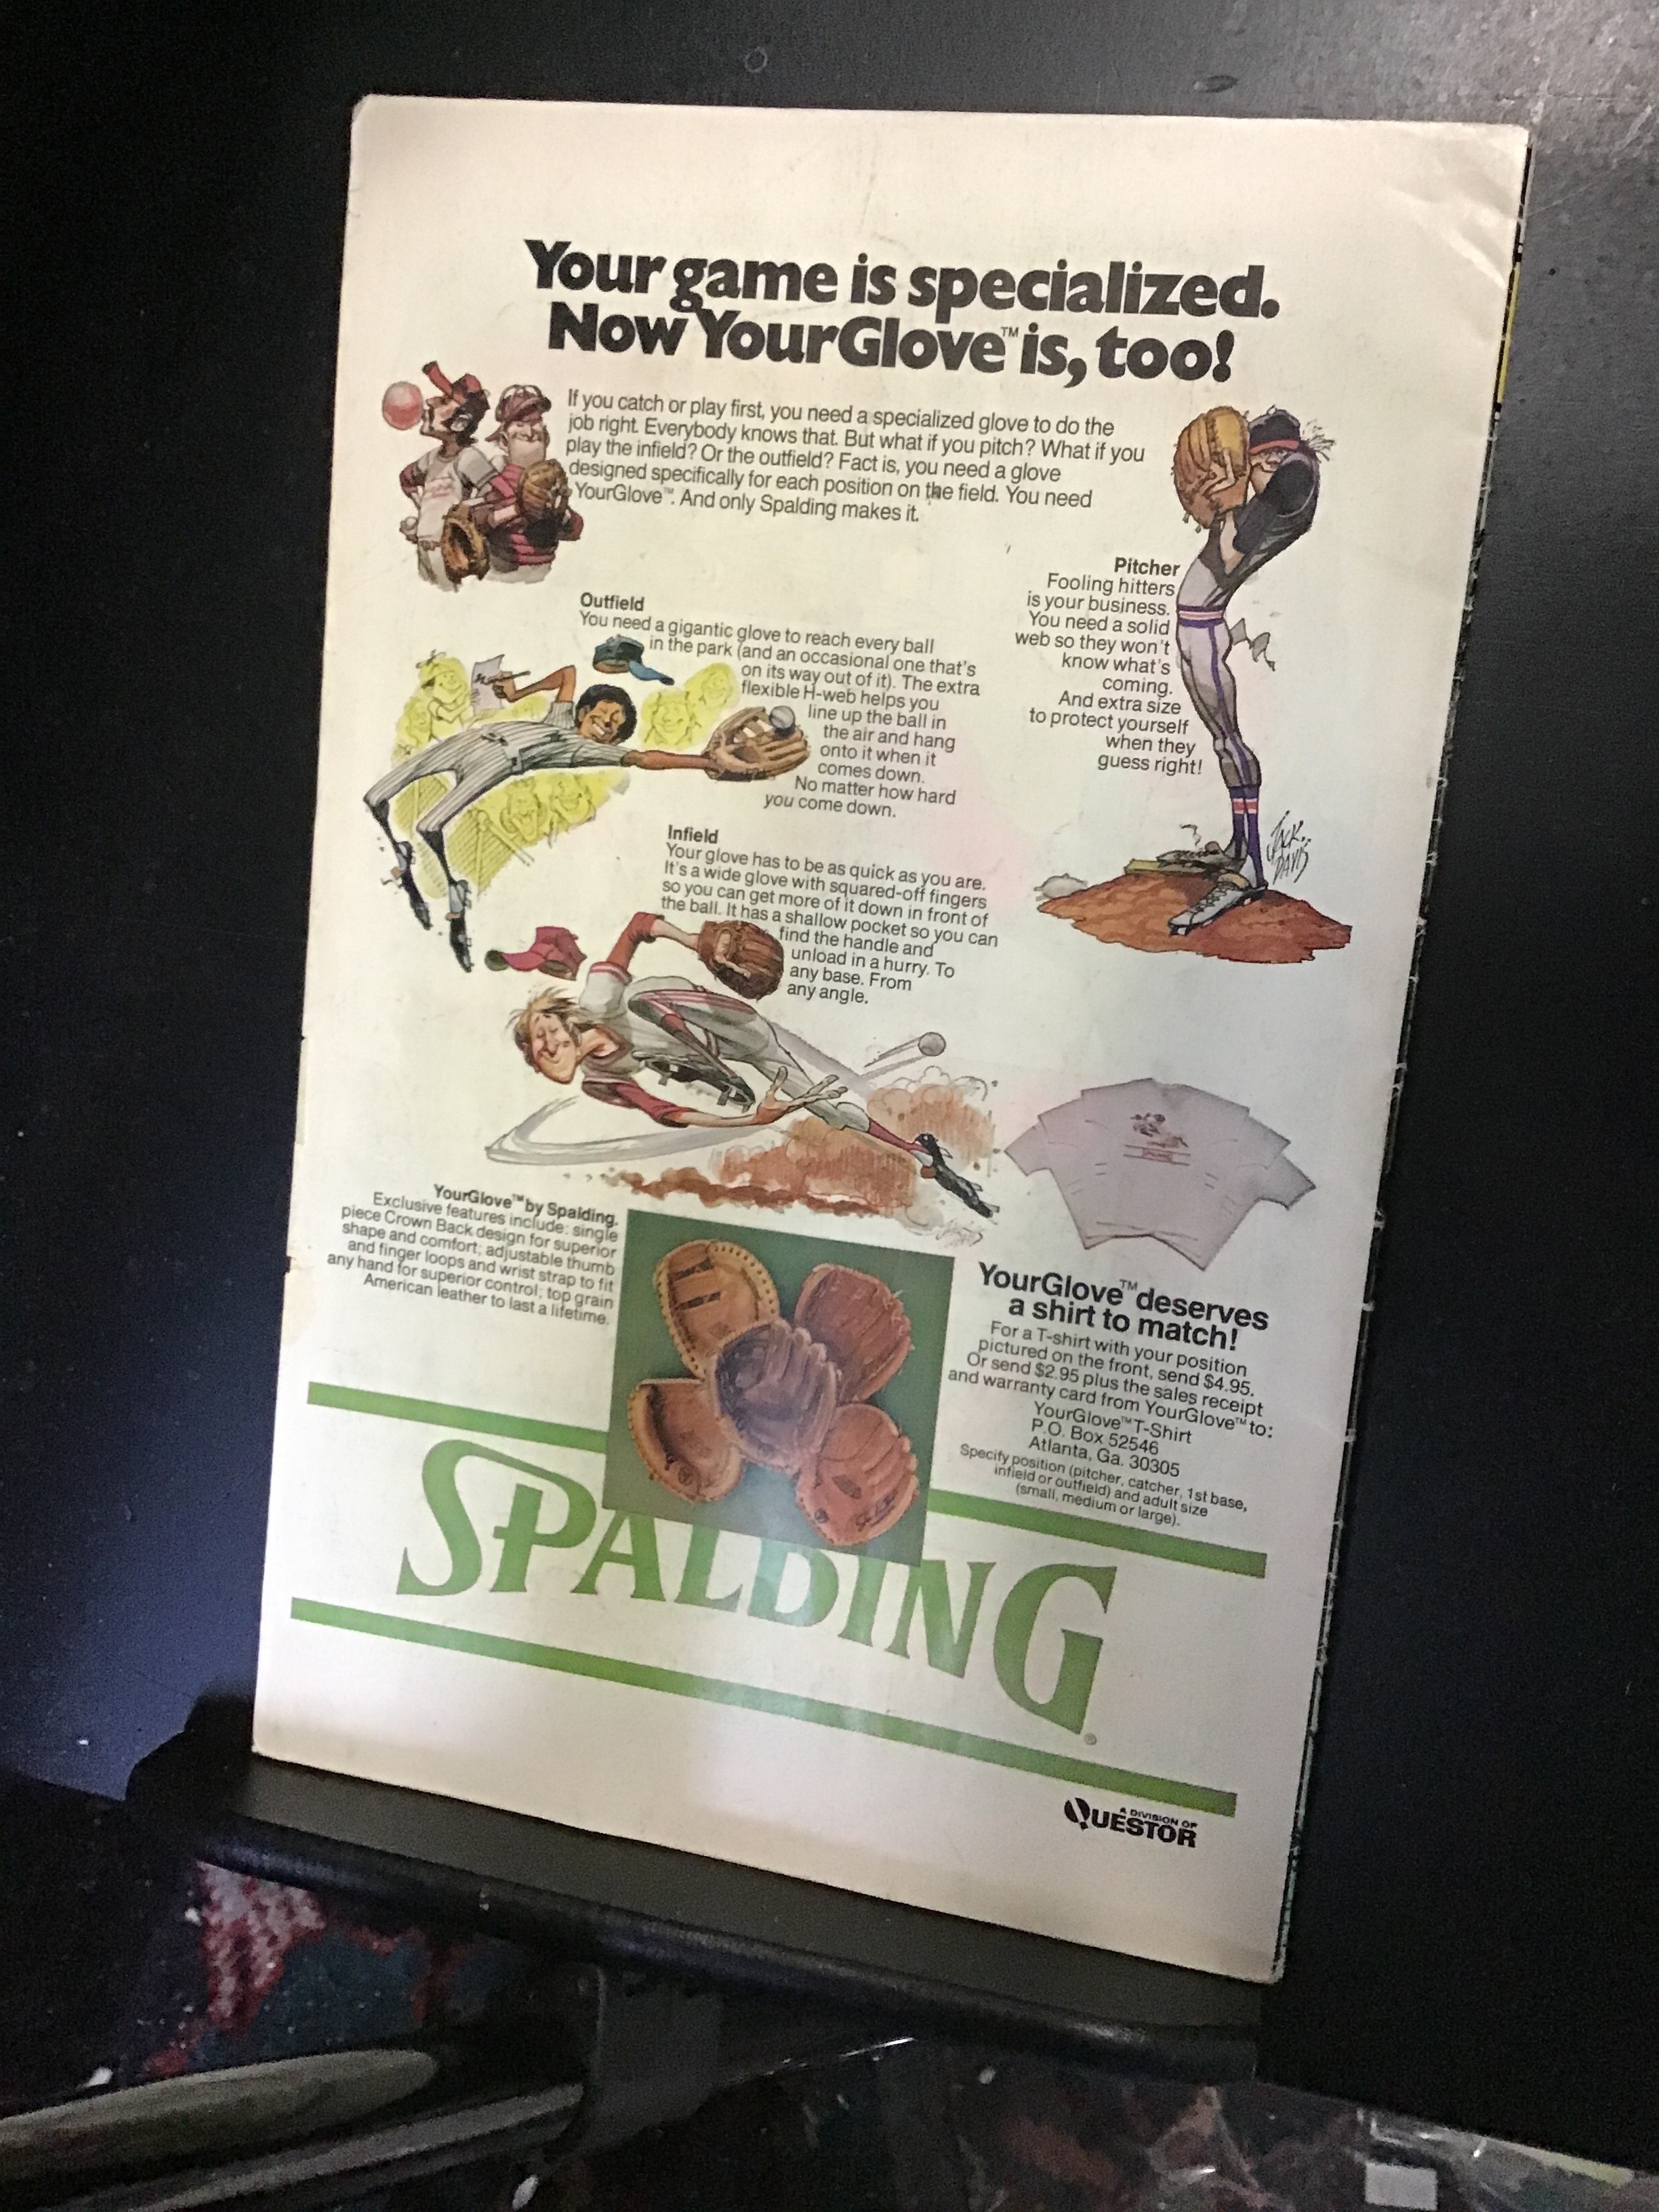 Your game is specialized.
Now YourGlove™ is, too!
If you catch or play first, you need a specialized glove to do the
job right. Everybody knows that. But what if you pitch? What if you
play the infield? Or the outfield? Fact is, you need a glove
designed specifically for each position on the field. You need
YourGlove™. And only Spalding makes it.
Pitcher
Fooling hitters
is your business.
You need a solid
web so they won't
know what's
coming.
And extra size
to protect yourself
when they
guess right!
JACK DAVIS
Outfield
You need a gigantic glove to reach every ball
in the park (and an occasional one that's
on its way out of it). The extra
flexible H-web helps you
line up the ball in
the air and hang
onto it when it
comes down.
No matter how hard
you come down.
Infield
Your glove has to be as quick as you are.
It's a wide glove with squared-off fingers
so you can get more of it down in front of
the ball. It has a shallow pocket so you can
find the handle and
unload in a hurry. To
any base. From
any angle.
YourGlove™ by Spalding.
Exclusive features include: single
piece Crown Back design for superior
shape and comfort; adjustable thumb
and finger loops and wrist strap to fit
any hand for superior control; top grain
American leather to last a lifetime.
YourGlove™ deserves
a shirt to match!
For a T-shirt with your position
pictured on the front, send $4.95.
Or send $2.95 plus the sales receipt
and warranty card from YourGlove™ to:
YourGlove™ T-Shirt
P.O. Box 52546
Atlanta, Ga. 30305
Specify position (pitcher, catcher, 1st base,
infield or outfield) and adult size
(small, medium or large).
SPALDING®
A DIVISION OF
QUESTOR